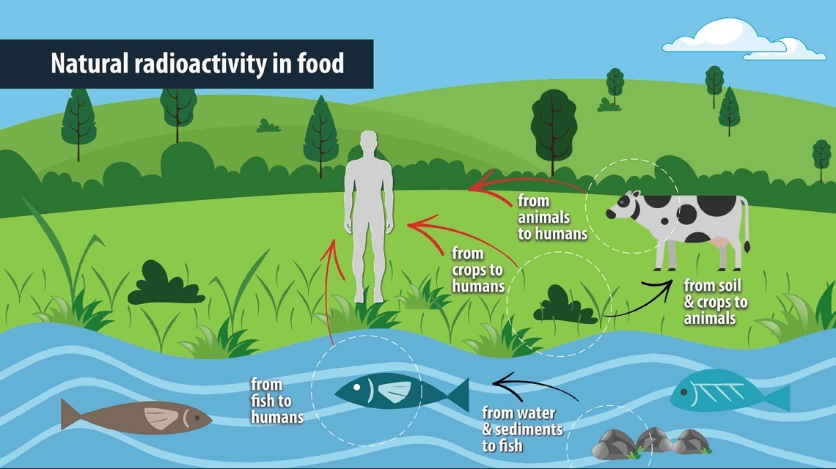 Natural radioactivity in food
from
animals
to humans
from
crops to
humans
from soil
& crops to
animals
from
fish to
humans
from water
& sediments
to fish